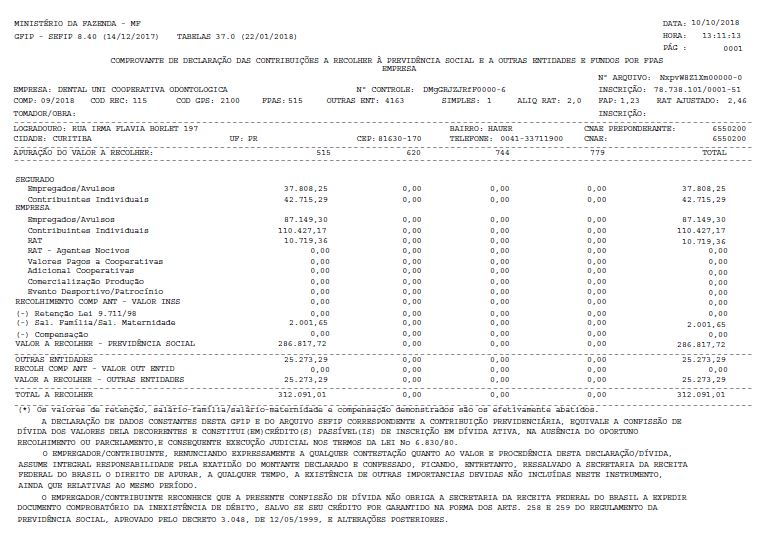 MINISTÉRIO DA FAZENDA - MF DATA: 10/10/2018
GFIP - SEFIP 8.40 (14/12/2017) TABELAS 37.0 (22/01/2018) HORA: 13:11:13
PÁG : 0001
COMPROVANTE DE DECLARAÇÃO DAS CONTRIBUIÇÕES A RECOLHER À PREVIDÊNCIA SOCIAL E A OUTRAS ENTIDADES E FUNDOS POR FPAS
EMPRESA
Nº ARQUIVO: NxpvW8Z1Xm00000-0
EMPRESA: DENTAL UNI COOPERATIVA ODONTOLOGICA Nº CONTROLE: DMgGBJZJRfF0000-6 INSCRIÇÃO: 78.738.101/0001-51
COMP: 09/2018 COD REC: 115 COD GPS: 2100 FPAS: 515 OUTRAS ENT: 4163 SIMPLES: 1 ALIQ RAT: 2,0 FAP: 1,23 RAT AJUSTADO: 2,46
TOMADOR/OBRA: INSCRIÇÃO:
LOGRADOURO: RUA IRMA FLAVIA BORLET 197 BAIRRO: HAUER CNAE PREPONDERANTE: 6550200
CIDADE: CURITIBA UF: PR CEP: 81630-170 TELEFONE: 0041-33711900 CNAE: 6550200
APURAÇÃO DO VALOR A RECOLHER: 515 620 744 779 TOTAL
SEGURADO
Empregados/Avulsos 37.808,25 0,00 0,00 0,00 37.808,25
Contribuintes Individuais 42.715,29 0,00 0,00 0,00 42.715,29
EMPRESA
Empregados/Avulsos 87.149,30 0,00 0,00 0,00 87.149,30
Contribuintes Individuais 110.427,17 0,00 0,00 0,00 110.427,17
RAT 10.719,36 0,00 0,00 0,00 10.719,36
RAT - Agentes Nocivos 0,00 0,00 0,00 0,00 0,00
Valores Pagos a Cooperativas 0,00 0,00 0,00 0,00 0,00
Adicional Cooperativas 0,00 0,00 0,00 0,00 0,00
Comercialização Produção 0,00 0,00 0,00 0,00 0,00
Evento Desportivo/Patrocínio 0,00 0,00 0,00 0,00 0,00
RECOLHIMENTO COMP ANT - VALOR INSS 0,00 0,00 0,00 0,00 0,00
(-) Retenção Lei 9.711/98 0,00 0,00 0,00 0,00 0,00
(-) Sal. Família/Sal. Maternidade 2.001,65 0,00 0,00 0,00 2.001,65
(-) Compensação 0,00 0,00 0,00 0,00 0,00
VALOR A RECOLHER - PREVIDÊNCIA SOCIAL 286.817,72 0,00 0,00 0,00 286.817,72
OUTRAS ENTIDADES 25.273,29 0,00 0,00 0,00 25.273,29
RECOLH COMP ANT - VALOR OUT ENTID 0,00 0,00 0,00 0,00 0,00
VALOR A RECOLHER - OUTRAS ENTIDADES 25.273,29 0,00 0,00 0,00 25.273,29
TOTAL A RECOLHER 312.091,01 0,00 0,00 0,00 312.091,01
(*) Os valores de retenção, salário-família/salário-maternidade e compensação demonstrados são os efetivamente abatidos.
A DECLARAÇÃO DE DADOS CONSTANTES DESTA GFIP E DO ARQUIVO SEFIP CORRESPONDENTE A CONTRIBUIÇÃO PREVIDENCIÁRIA, EQUIVALE A CONFISSÃO DE
DÍVIDA DOS VALORES DELA DECORRENTES E CONSTITUI(EM)CRÉDITO(S) PASSÍVEL(IS) DE INSCRIÇÃO EM DÍVIDA ATIVA, NA AUSÊNCIA DO OPORTUNO
RECOLHIMENTO OU PARCELAMENTO,E CONSEQUENTE EXECUÇÃO JUDICIAL NOS TERMOS DA LEI No 6.830/80.
O EMPREGADOR/CONTRIBUINTE, RENUNCIANDO EXPRESSAMENTE A QUALQUER CONTESTAÇÃO QUANTO AO VALOR E PROCEDÊNCIA DESTA DECLARAÇÃO/DÍVIDA,
ASSUME INTEGRAL RESPONSABILIDADE PELA EXATIDÃO DO MONTANTE DECLARADO E CONFESSADO, FICANDO, ENTRETANTO, RESSALVADO A SECRETARIA DA RECEITA
FEDERAL DO BRASIL O DIREITO DE APURAR, A QUALQUER TEMPO, A EXISTÊNCIA DE OUTRAS IMPORTANCIAS DEVIDAS NÃO INCLUÍDAS NESTE INSTRUMENTO,
AINDA QUE RELATIVAS AO MESMO PERÍODO.
O EMPREGADOR/CONTRIBUINTE RECONHECE QUE A PRESENTE CONFISSÃO DE DÍVIDA NÃO OBRIGA A SECRETARIA DA RECEITA FEDERAL DO BRASIL A EXPEDIR
DOCUMENTO COMPROBATÓRIO DA INEXISTÊNCIA DE DÉBITO, SALVO SE SEU CRÉDITO FOR GARANTIDO NA FORMA DOS ARTS. 258 E 259 DO REGULAMENTO DA
PREVIDÊNCIA SOCIAL, APROVADO PELO DECRETO 3.048, DE 12/05/1999, E ALTERAÇÕES POSTERIORES.